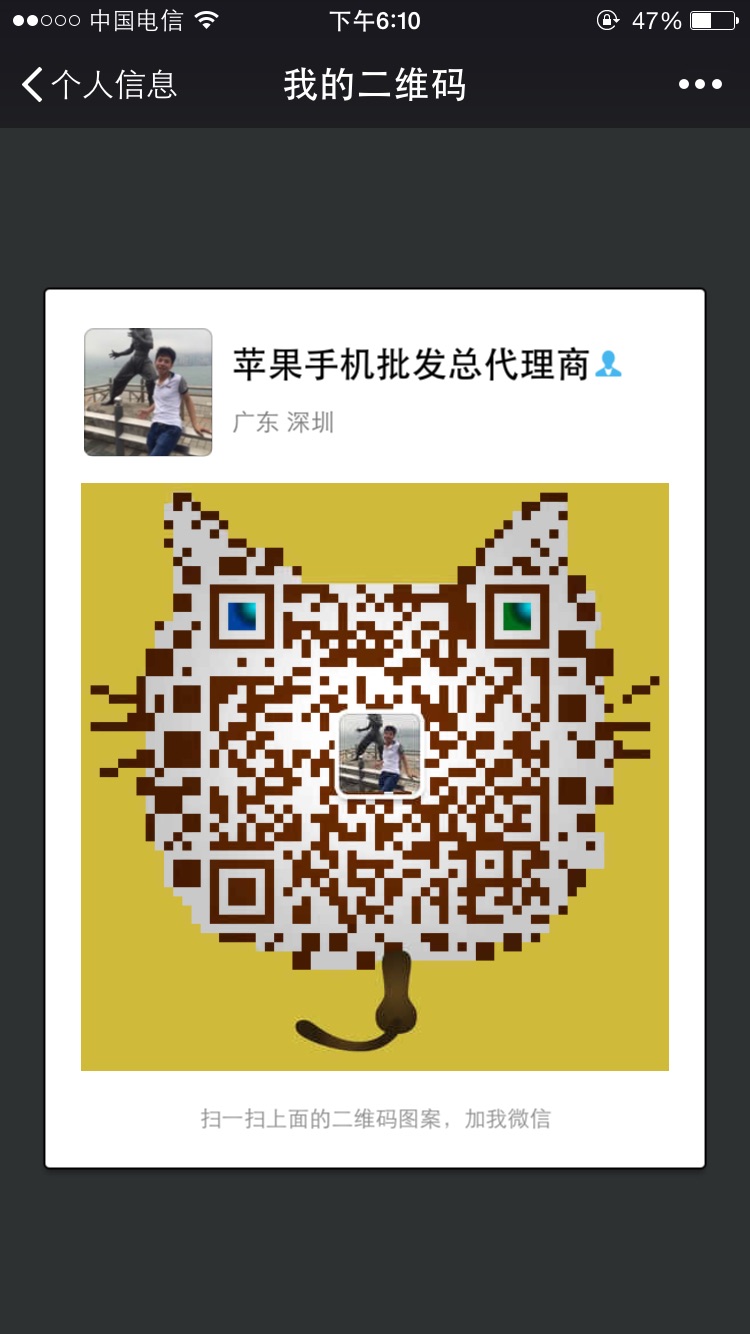 中国电信 下午6:10 47%
个人信息 我的二维码
苹果手机批发总代理商
广东 深圳
扫一扫上面的二维码图案，加我微信